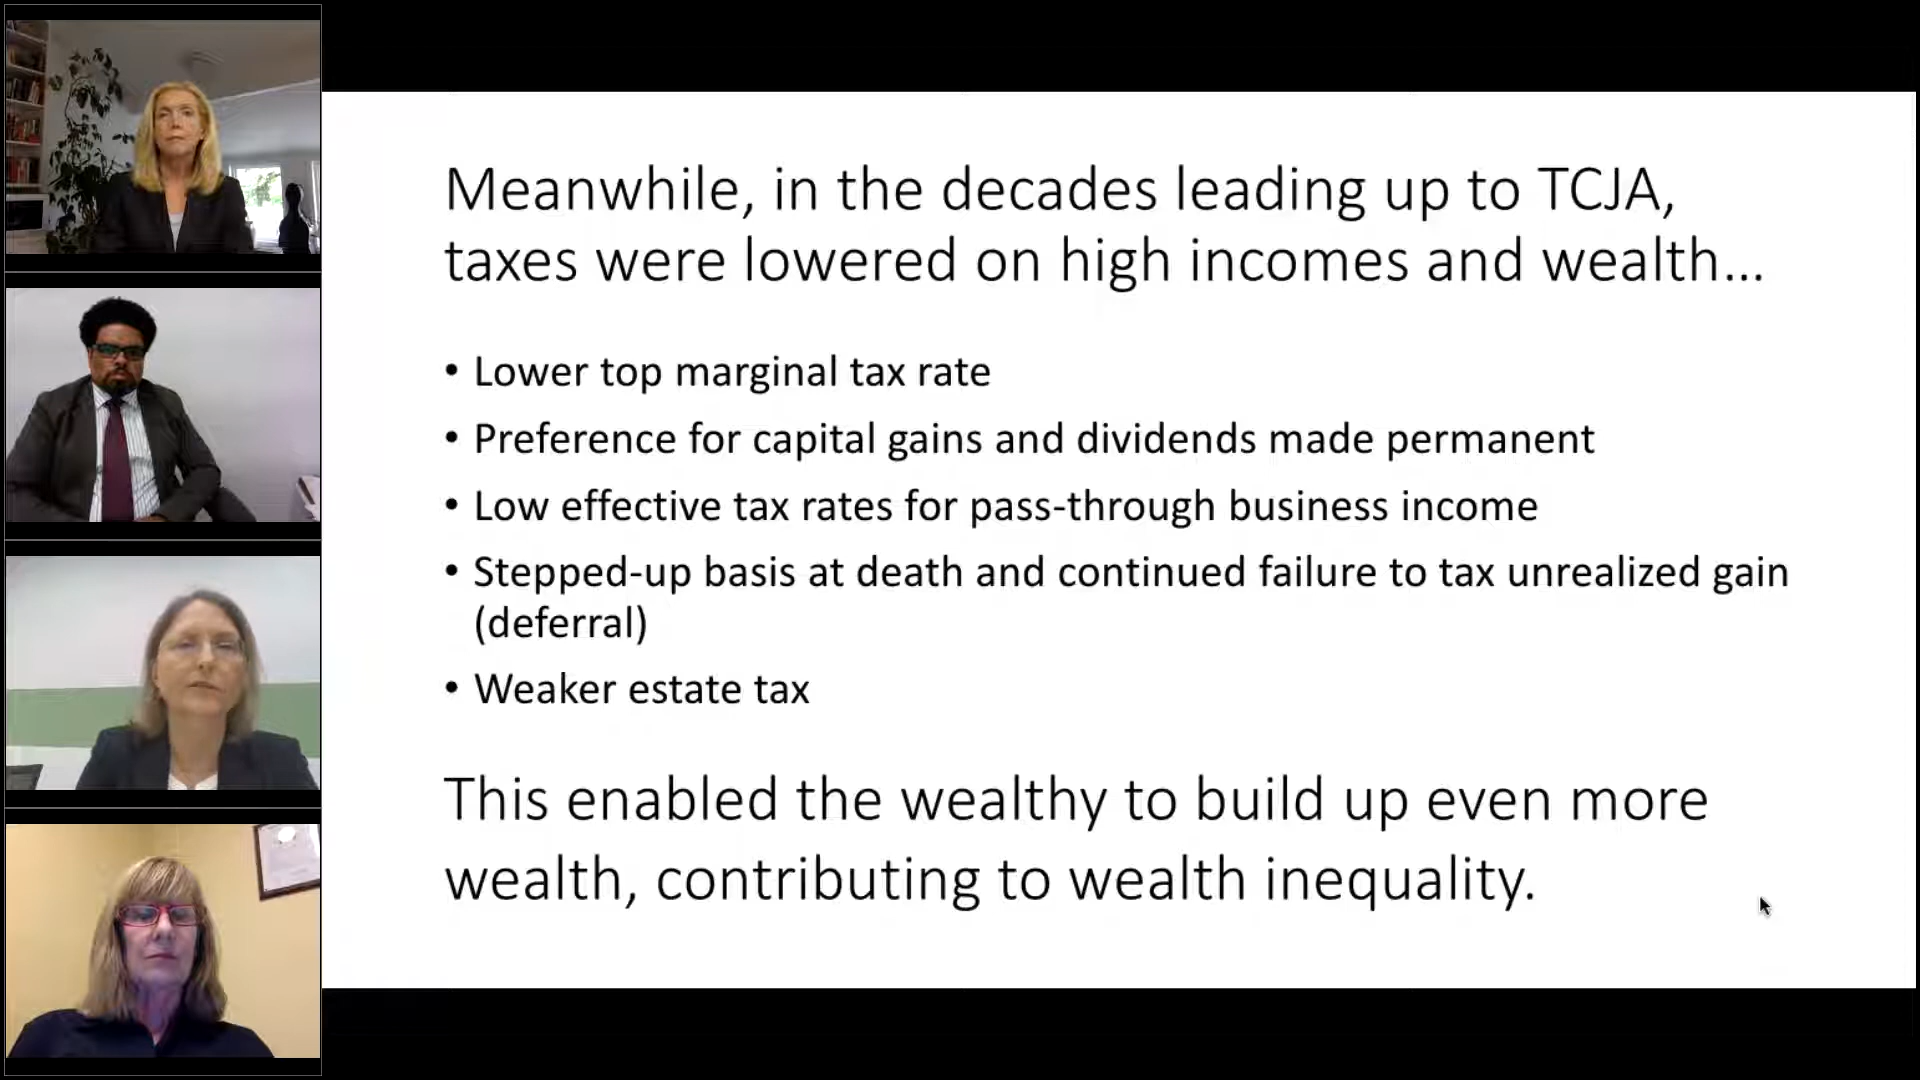 Meanwhile, in the decades leading up to TCJA,
taxes were lowered on high incomes and wealth...
• Lower top marginal tax rate
• Preference for capital gains and dividends made permanent
• Low effective tax rates for pass-through business income
• Stepped-up basis at death and continued failure to tax unrealized gain
(deferral)
• Weaker estate tax
This enabled the wealthy to build up even more
wealth, contributing to wealth inequality.